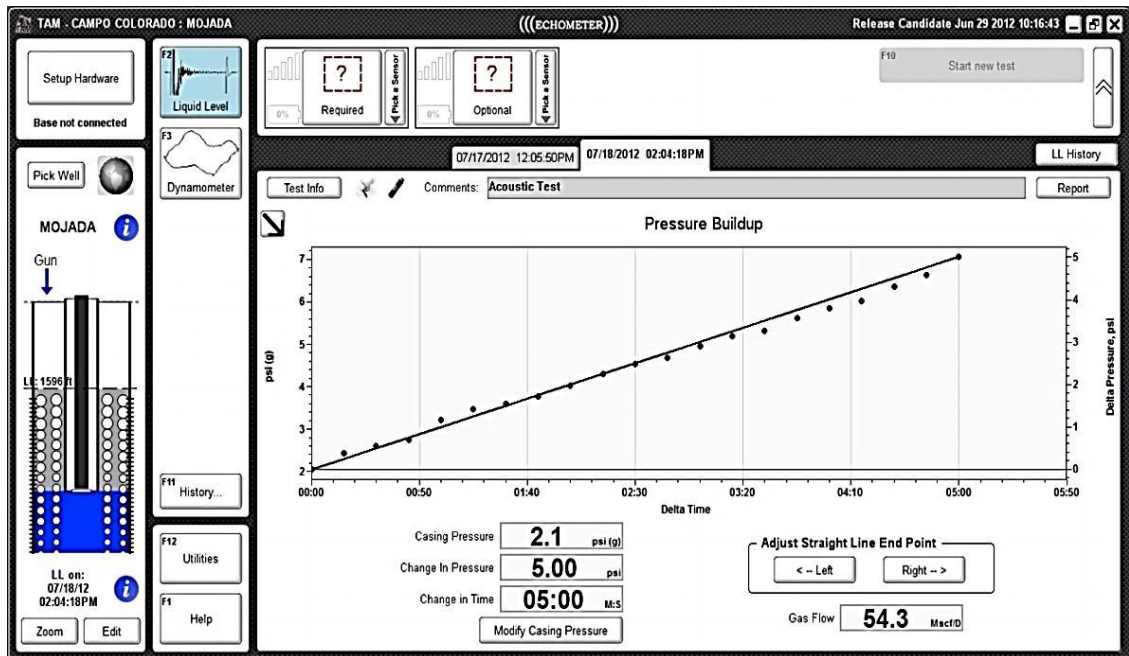 TAM - CAMPO COLORADO : MOJADA
(((ECHOMETER)))
Release Candidate Jun 29 2012 10:16:43
Setup Hardware
Base not connected
F2
Liquid Level
F3
Dynamometer
0%
?
Required
Pick a Sensor
0%
?
Optional
Pick a Sensor
F10
Start new test
07/17/2012 12:05:50PM
07/18/2012 02:04:18PM
LL History
Pick Well
MOJADA
i
Gun
LL: 1596 ft
LL on:
07/18/12
02:04:18PM
i
Zoom
Edit
F11
History...
F12
Utilities
F1
Help
Test Info
Comments:
Acoustic Test
Report
Pressure Buildup
psi (g)
7
6
5
4
3
2
5
4
3
2
1
0
Delta Pressure, psi
00:00 00:50 01:40 02:30 03:20 04:10 05:00 05:50
Delta Time
Casing Pressure 2.1 psi (g)
Change In Pressure 5.00 psi
Change in Time 05:00 M:S
Modify Casing Pressure
Adjust Straight Line End Point
< -- Left
Right -- >
Gas Flow 54.3 Mscf/D